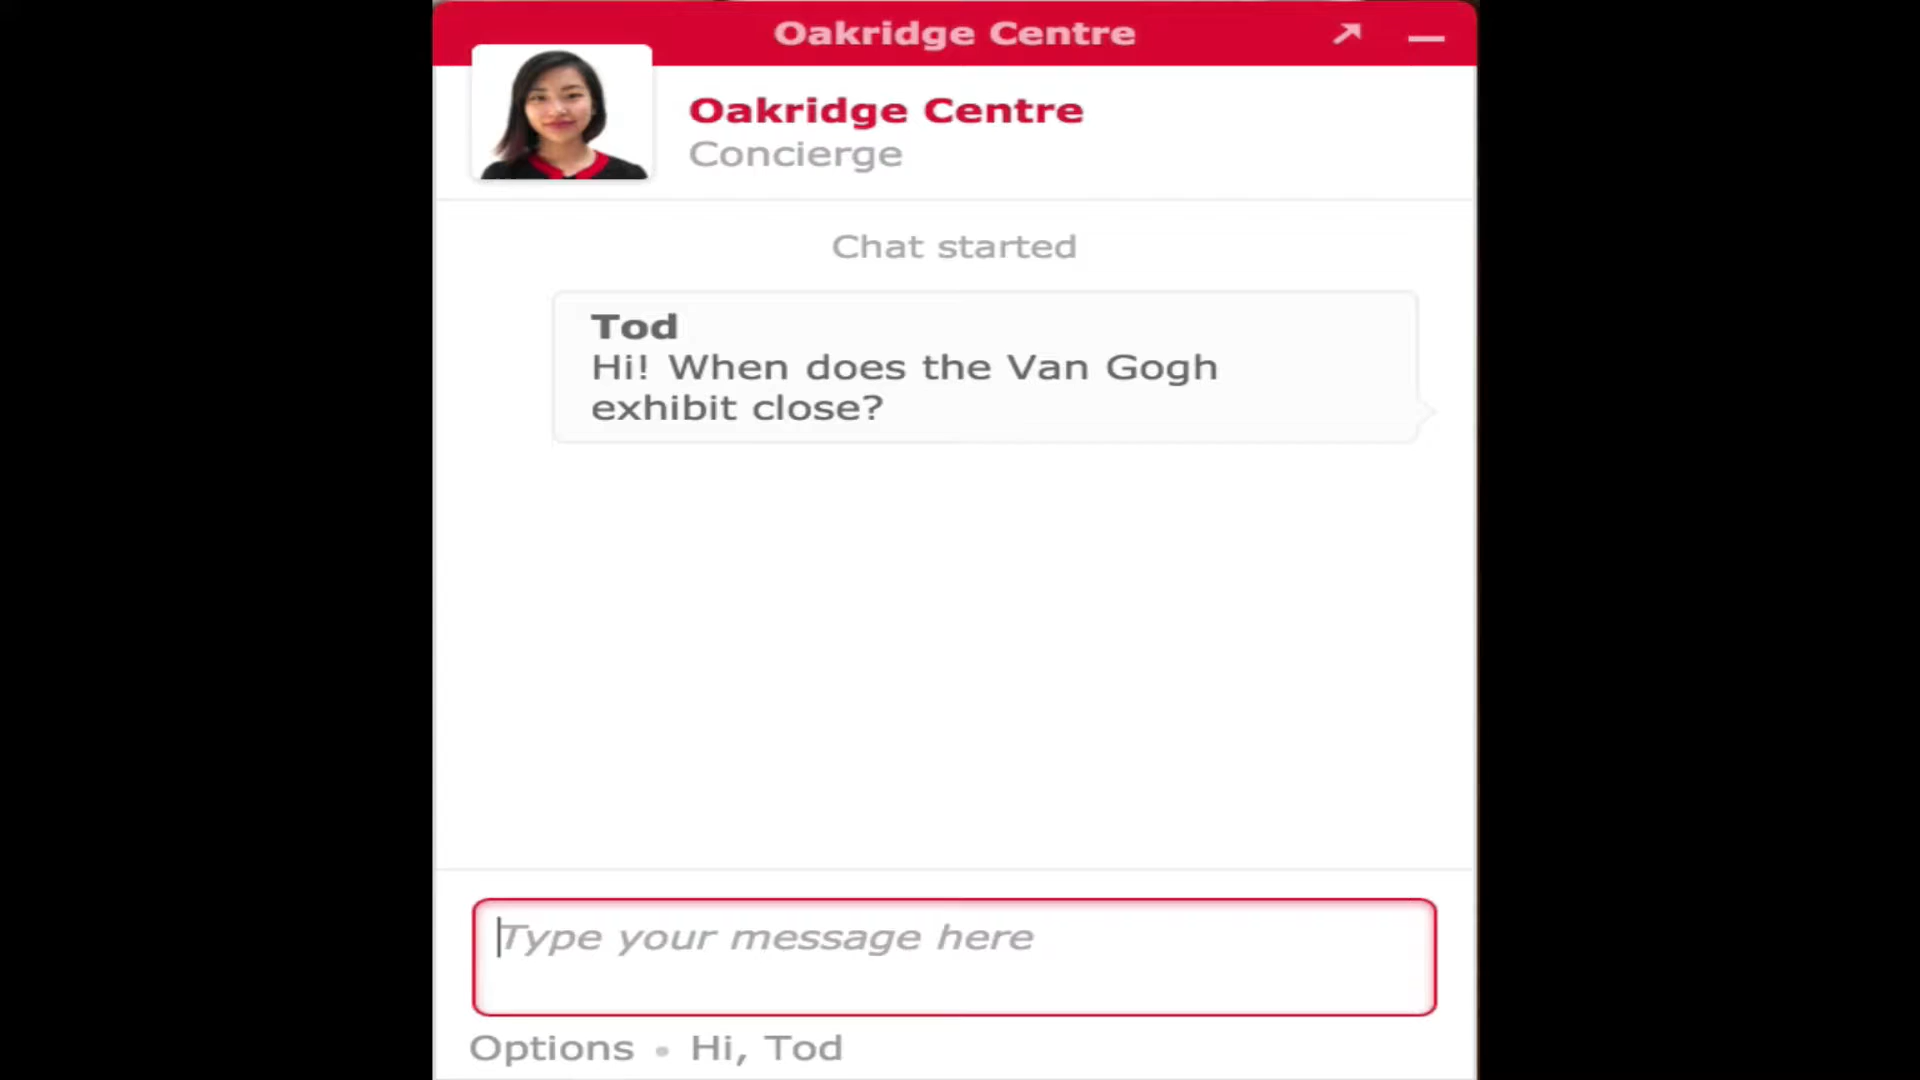 Oakridge Centre
Oakridge Centre
Concierge
Chat started
Tod
Hi! When does the Van Gogh
exhibit close?
Type your message here
Options • Hi, Tod